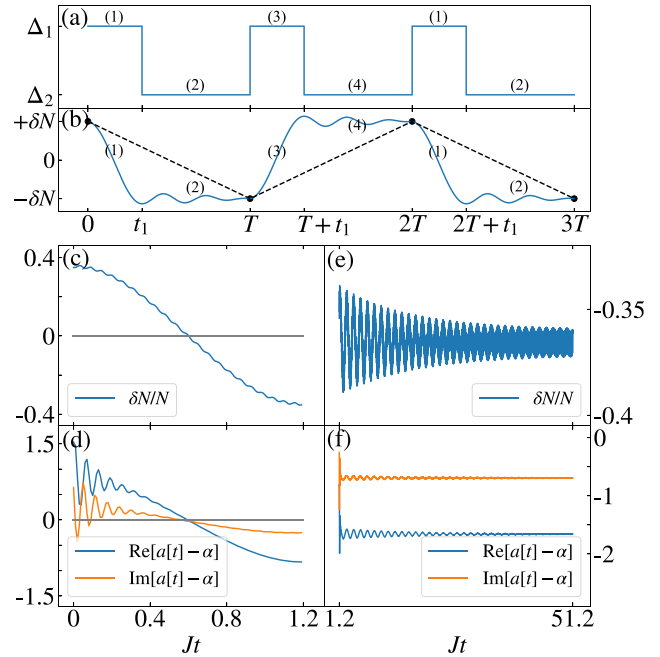 (a)
(1) (3) (1)
Δ₁
(2) (4) (2)
Δ₂
(b)
+δN
(1) (3) (4) (1)
0
(2) (2)
−δN
0 t₁ T T + t₁ 2T 2T + t₁ 3T
(c) (e)
0.4
-0.35
0
δN/N δN/N
-0.4 -0.4
(d) (f)
1.5 0
0 -1
Re[a[t] − α] Re[a[t] − α]
Im[a[t] − α] Im[a[t] − α]
-2
-1.5
0 0.4 0.8 1.2 1.2 51.2
Jt Jt